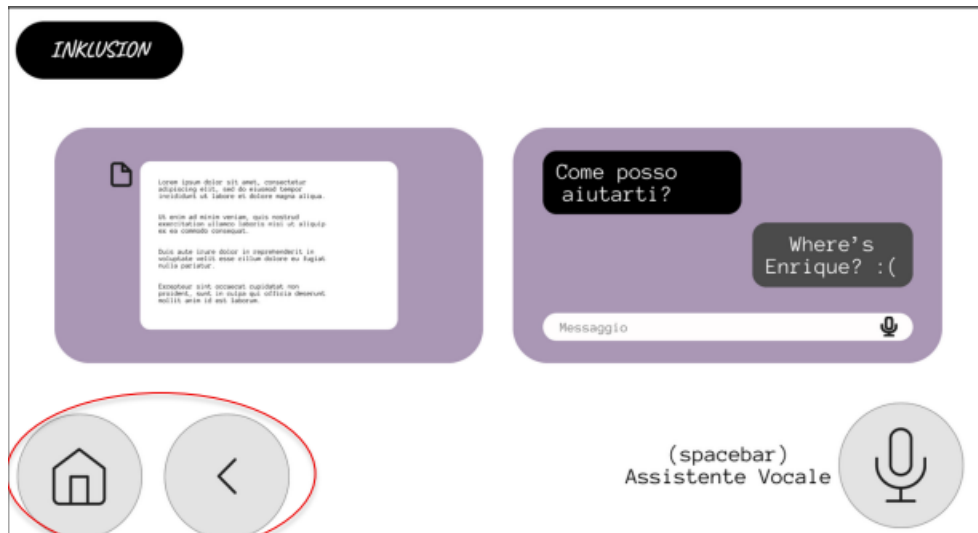 INKLUSION
Lorem ipsum dolor sit amet, consectetur
adipiscing elit, sed do eiusmod tempor
incididunt ut labore et dolore magna aliqua.
Ut enim ad minim veniam, quis nostrud
exercitation ullamco laboris nisi ut aliquip
ex ea commodo consequat.
Duis aute irure dolor in reprehenderit in
voluptate velit esse cillum dolore eu fugiat
nulla pariatur.
Excepteur sint occaecat cupidatat non
proident, sunt in culpa qui officia deserunt
mollit anim id est laborum.
Come posso
aiutarti?
Where's
Enrique? :(
Messaggio
(spacebar)
Assistente Vocale